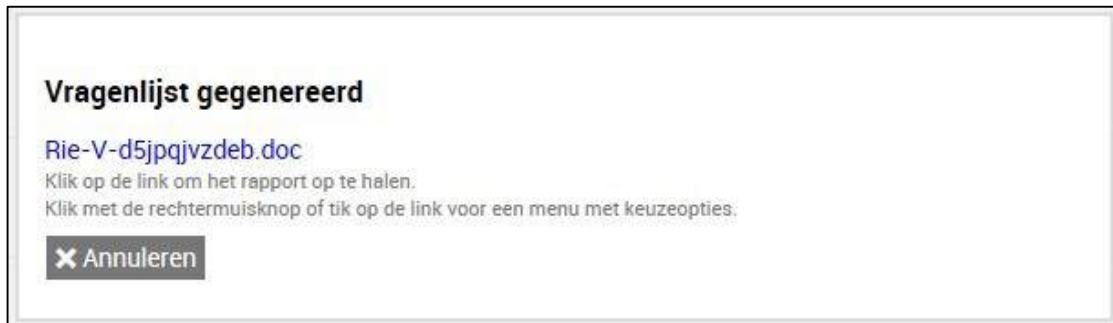 Vragenlijst gegenereerd
Rie-V-d5jpqjvzdeb.doc
Klik op de link om het rapport op te halen.
Klik met de rechtermuisknop of tik op de link voor een menu met keuzeopties.
Annuleren